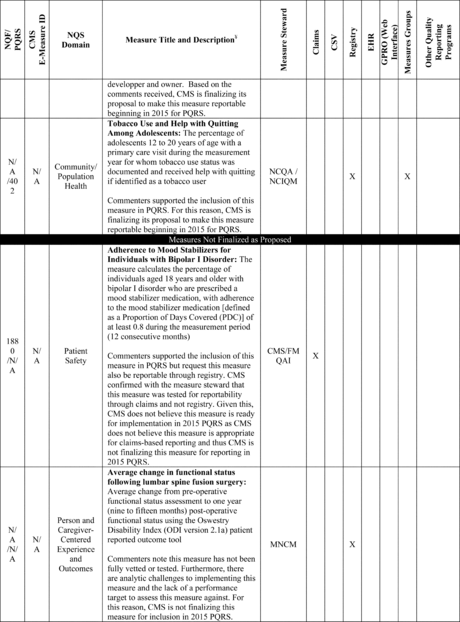 NQF/
PQRS
CMS
E-Measure ID
NQS
Domain
Measure Title and Description¥
Measure Steward
Claims
CSV
Registry
EHR
GPRO (Web
Interface)
Measures Groups
Other Quality
Reporting
Programs
developper and owner.  Based on the
comments received, CMS is finalizing its
proposal to make this measure reportable
beginning in 2015 for PQRS.
N/
A
/40
2
N/
A
Community/
Population
Health
Tobacco Use and Help with Quitting
Among Adolescents: The percentage of
adolescents 12 to 20 years of age with a
primary care visit during the measurement
year for whom tobacco use status was
documented and received help with quitting
if identified as a tobacco user
Commenters supported the inclusion of this
measure in PQRS. For this reason, CMS is
finalizing its proposal to make this measure
reportable beginning in 2015 for PQRS.
NCQA /
NCIQM
X
X
Measures Not Finalized as Proposed
188
0
/N/
A
N/
A
Patient
Safety
Adherence to Mood Stabilizers for
Individuals with Bipolar I Disorder: The
measure calculates the percentage of
individuals aged 18 years and older with
bipolar I disorder who are prescribed a
mood stabilizer medication, with adherence
to the mood stabilizer medication [defined
as a Proportion of Days Covered (PDC)] of
at least 0.8 during the measurement period
(12 consecutive months)
Commenters supported the inclusion of this
measure in PQRS but request this measure
also be reportable through registry. CMS
confirmed with the measure steward that
this measure was tested for reportability
through claims and not registry. Given this,
CMS does not believe this measure is ready
for implementation in 2015 PQRS as CMS
does not believe this measure is appropriate
for claims-based reporting and thus CMS is
not finalizing this measure for reporting in
2015 PQRS.
CMS/FM
QAI
X
N/
A
/N/
A
N/
A
Person and
Caregiver-
Centered
Experience
and
Outcomes
Average change in functional status
following lumbar spine fusion surgery:
Average change from pre-operative
functional status assessment to one year
(nine to fifteen months) post-operative
functional status using the Oswestry
Disability Index (ODI version 2.1a) patient
reported outcome tool
Commenters note this measure has not been
fully vetted or tested. Furthermore, there
are analytic challenges to implementing this
measure and the lack of a performance
target to assess this measure against. For
this reason, CMS is not finalizing this
measure for inclusion in 2015 PQRS.
MNCM
X